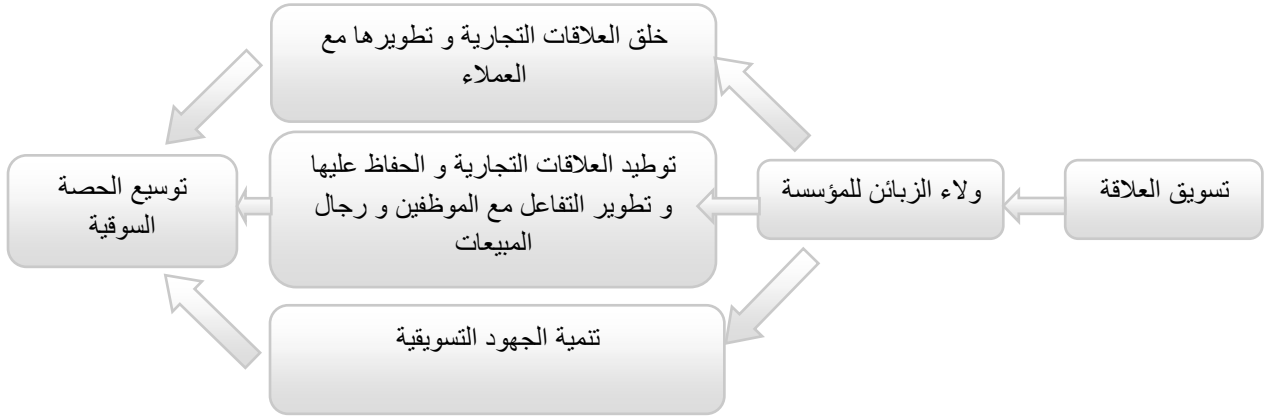 تسويق العلاقة
ولاء الزبائن للمؤسسة
خلق العلاقات التجارية و تطويرها مع
العملاء
توطيد العلاقات التجارية و الحفاظ عليها
و تطوير التفاعل مع الموظفين و رجال
المبيعات
تنمية الجهود التسويقية
توسيع الحصة
السوقية